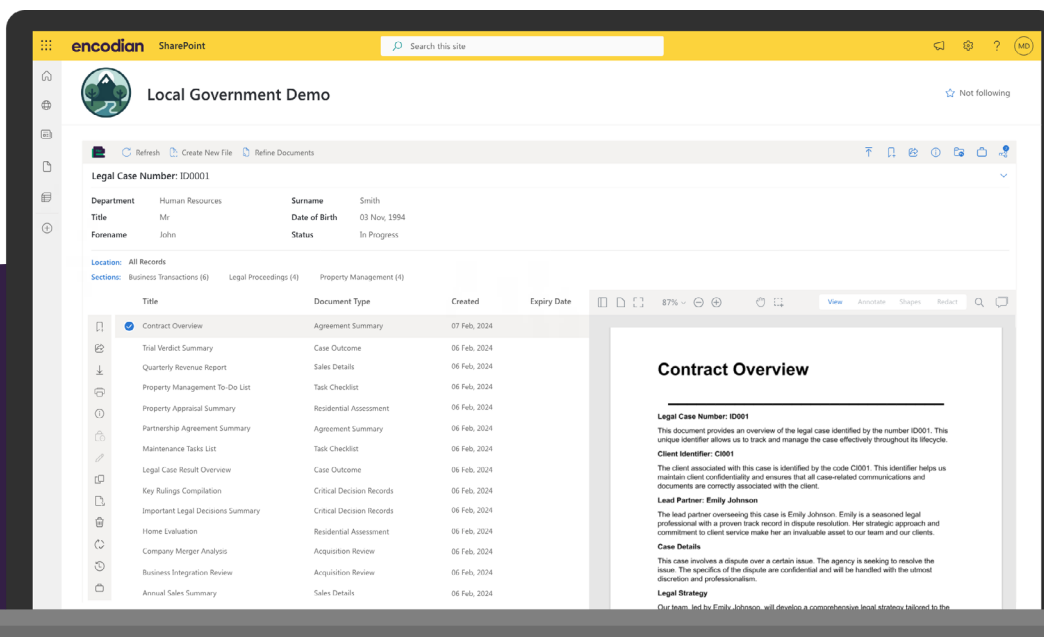 encodian SharePoint Search this site ? MD
Local Government Demo Not following
Refresh Create New File Refine Documents
Legal Case Number: ID0001
Department Human Resources Surname Smith
Title Mr Date of Birth 03 Nov, 1994
Forename John Status In Progress
Location: All Records
Sections: Business Transactions (6) Legal Proceedings (4) Property Management (4)
Title Document Type Created Expiry Date
87% View Annotate Shapes Redact
Contract Overview Agreement Summary 07 Feb, 2024
Trial Verdict Summary Case Outcome 06 Feb, 2024
Quarterly Revenue Report Sales Details 06 Feb, 2024
Property Management To-Do List Task Checklist 06 Feb, 2024
Property Appraisal Summary Residential Assessment 06 Feb, 2024
Partnership Agreement Summary Agreement Summary 06 Feb, 2024
Maintenance Tasks List Task Checklist 06 Feb, 2024
Legal Case Result Overview Case Outcome 06 Feb, 2024
Key Rulings Compilation Critical Decision Records 06 Feb, 2024
Important Legal Decisions Summary Critical Decision Records 06 Feb, 2024
Home Evaluation Residential Assessment 06 Feb, 2024
Company Merger Analysis Acquisition Review 06 Feb, 2024
Business Integration Review Acquisition Review 06 Feb, 2024
Annual Sales Summary Sales Details 06 Feb, 2024
Contract Overview
Legal Case Number: ID001
This document provides an overview of the legal case identified by the number ID001. This
unique identifier allows us to track and manage the case effectively throughout its lifecycle.
Client Identifier: CI001
The client associated with this case is identified by the code CI001. This identifier helps us
maintain client confidentiality and ensures that all case-related communications and
documents are correctly associated with the client.
Lead Partner: Emily Johnson
The lead partner overseeing this case is Emily Johnson. Emily is a seasoned legal
professional with a proven track record in dispute resolution. Her strategic approach and
commitment to client service make her an invaluable asset to our team and our clients.
Case Details
This case involves a dispute over a certain issue. The agency is seeking to resolve the
issue. The specifics of the dispute are confidential and will be handled with the utmost
discretion and professionalism.
Legal Strategy
Our team, led by Emily Johnson, will develop a comprehensive legal strategy tailored to the